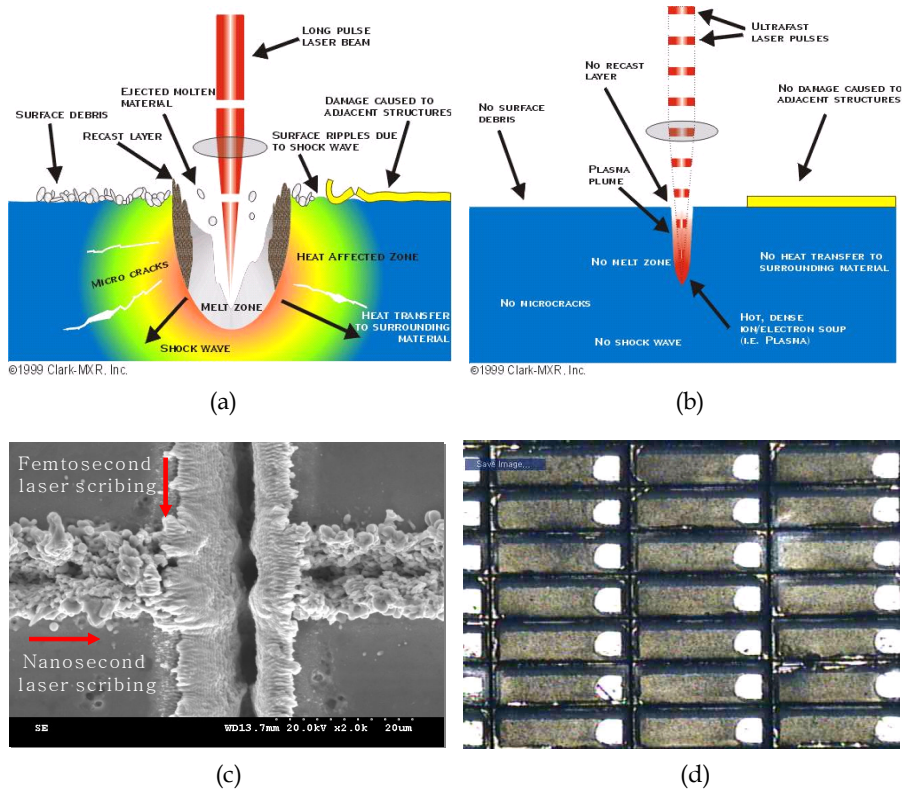 LONG PULSE
LASER BEAM
EJECTED MOLTEN
MATERIAL
DAMAGE CAUSED TO
ADJACENT STRUCTURES
SURFACE DEBRIS
RECAST LAYER
SURFACE RIPPLES DUE
TO SHOCK WAVE
HEAT AFFECTED ZONE
MICRO CRACKS
MELT ZONE
HEAT TRANSFER
TO SURROUNDING
MATERIAL
SHOCK WAVE
©1999 Clark-MXR, Inc.
(a)
ULTRAFAST
LASER PULSES
NO RECAST
LAYER
NO SURFACE
DEBRIS
NO DAMAGE CAUSED TO
ADJACENT STRUCTURES
PLASMA
PLUNE
NO MELT ZONE
NO HEAT TRANSFER TO
SURROUNDING MATERIAL
NO MICROCRACKS
HOT, DENSE
ION/ELECTRON SOUP
(I.E. PLASMA)
NO SHOCK WAVE
©1999 Clark-MXR, Inc.
(b)
Femtosecond
laser scribing
Nanosecond
laser scribing
SE WD13.7mm 20.0kV x2.0k 20um
(c)
Save Image...
(d)